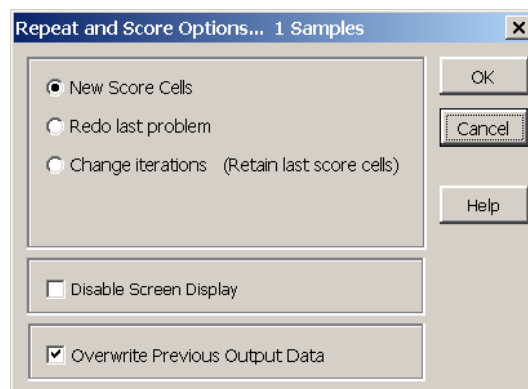 Repeat and Score Options... 1 Samples
New Score Cells
Redo last problem
Change iterations (Retain last score cells)
OK
Cancel
Help
Disable Screen Display
Overwrite Previous Output Data